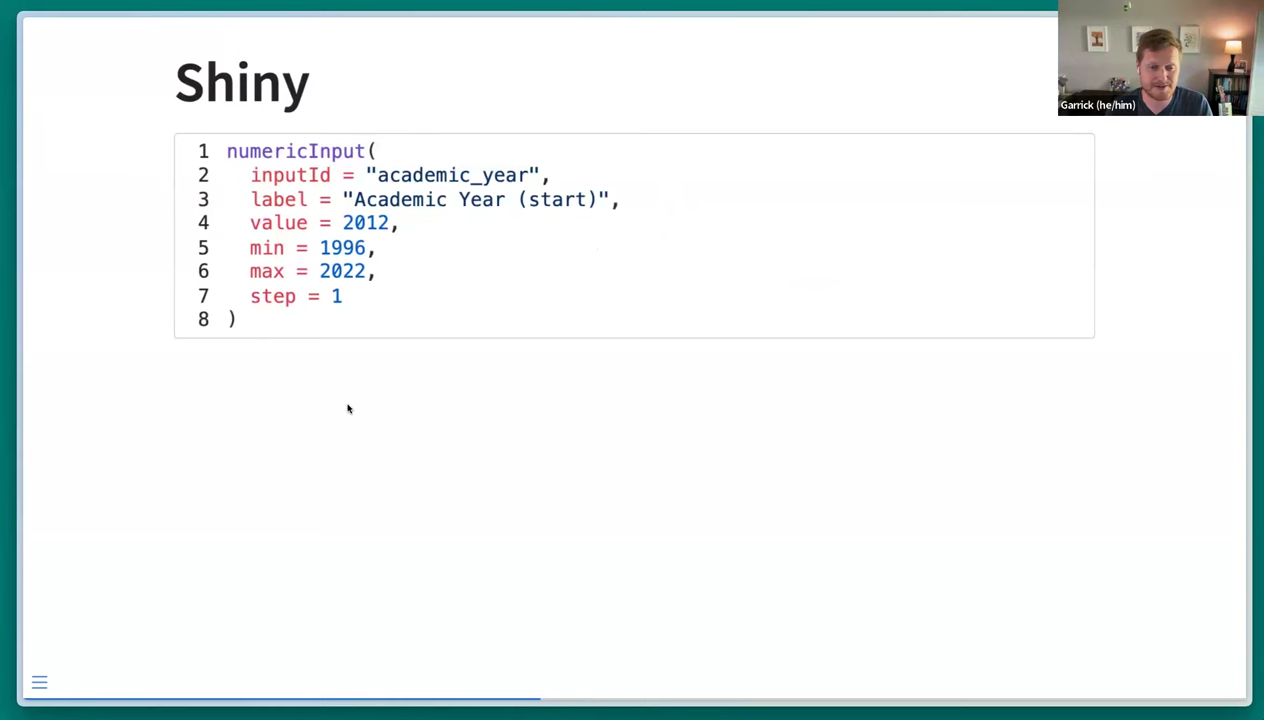 Shiny
Garrick (he/him)
1 numericInput(
2   inputId = "academic_year",
3   label = "Academic Year (start)",
4   value = 2012,
5   min = 1996,
6   max = 2022,
7   step = 1
8 )